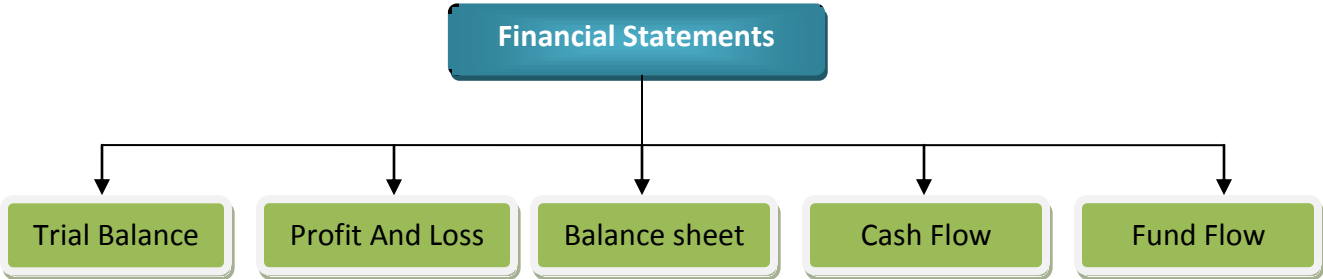 Financial Statements
Trial Balance
Profit And Loss
Balance sheet
Cash Flow
Fund Flow